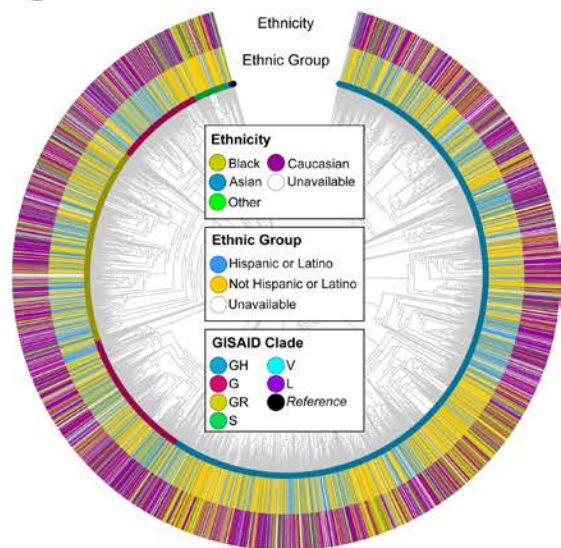 Ethnicity
Ethnic Group
Ethnicity
Black Caucasian
Asian Unavailable
Other
Ethnic Group
Hispanic or Latino
Not Hispanic or Latino
Unavailable
GISAID Clade
GH V
G L
GR Reference
S